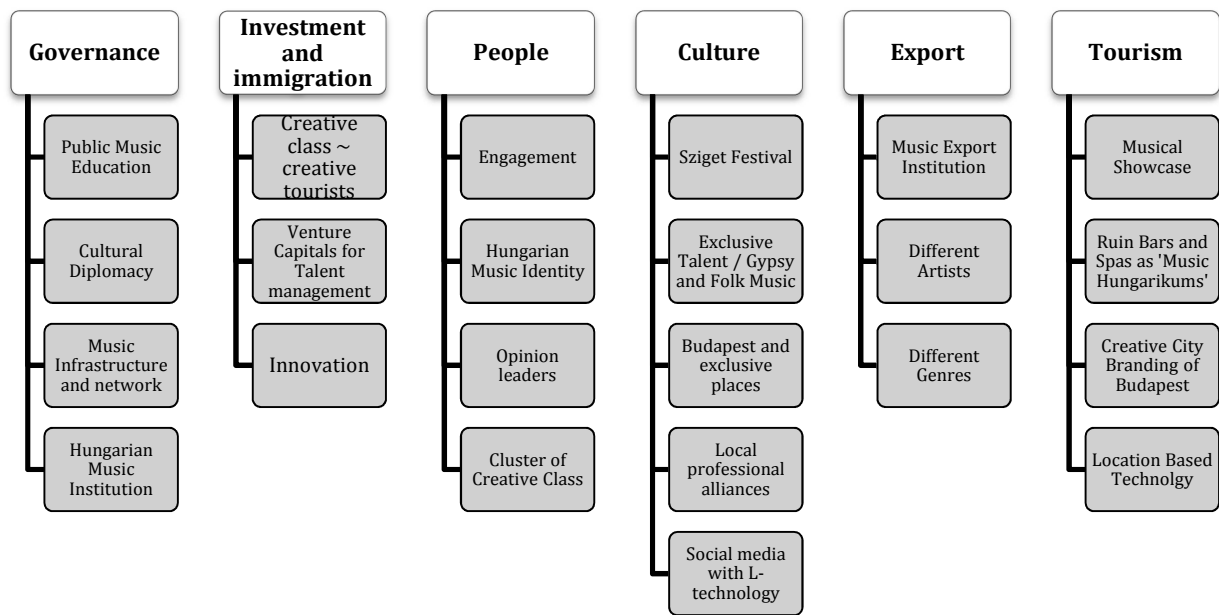 Governance
Public Music
Education
Cultural
Diplomacy
Music
Infrastructure
and network
Hungarian
Music
Institution
Investment
and
immigration
Creative
class ~
creative
tourists
Venture
Capitals for
Talent
management
Innovation
People
Engagement
Hungarian
Music Identity
Opinion
leaders
Cluster of
Creative Class
Culture
Sziget Festival
Exclusive
Talent / Gypsy
and Folk Music
Budapest and
exclusive
places
Local
professional
alliances
Social media
with L-
technology
Export
Music Export
Institution
Different
Artists
Different
Genres
Tourism
Musical
Showcase
Ruin Bars and
Spas as 'Music
Hungarikums'
Creative City
Branding of
Budapest
Location Based
Technolgy